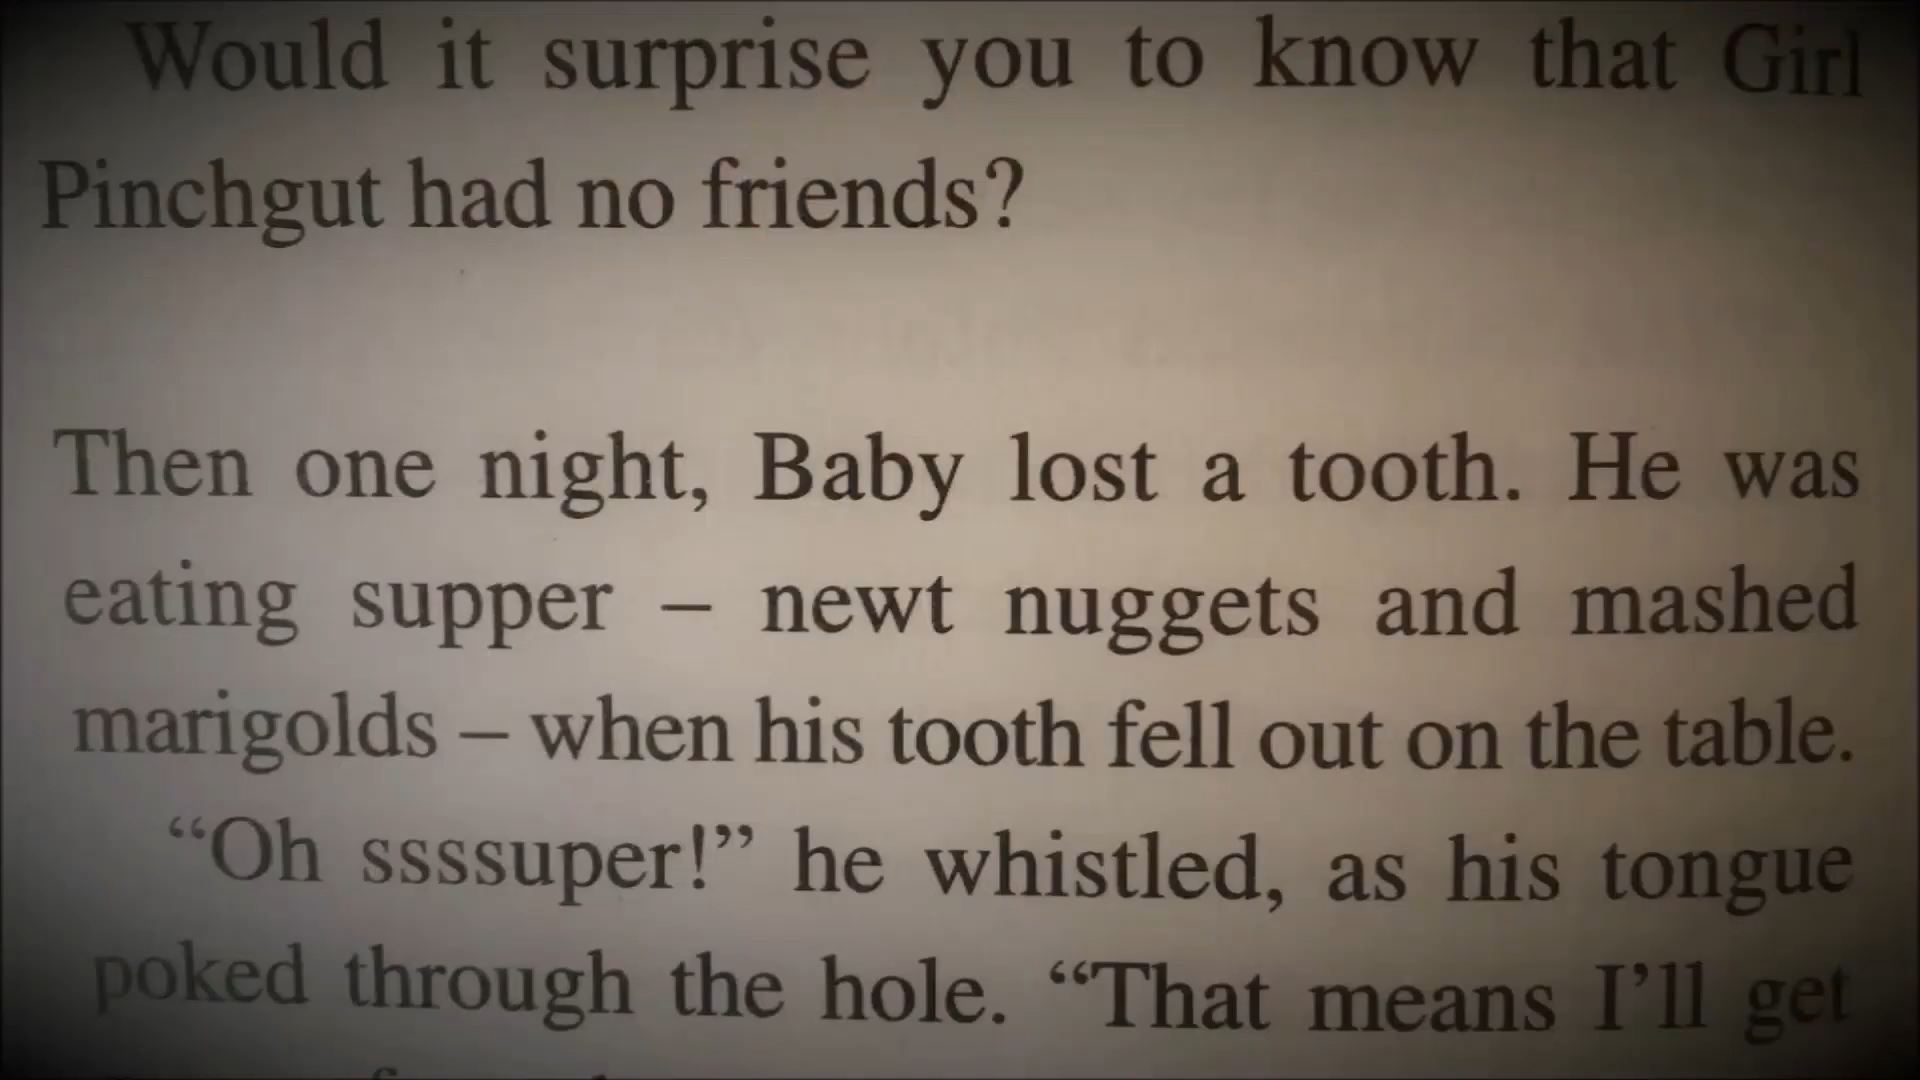 Would it surprise you to know that Girl
Pinchgut had no friends?
Then one night, Baby lost a tooth. He was
eating supper – newt nuggets and mashed
marigolds – when his tooth fell out on the table.
“Oh ssssuper!” he whistled, as his tongue
poked through the hole. “That means I’ll get